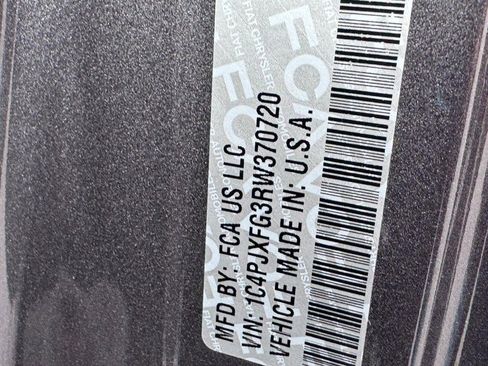 MFD BY: FCA US LLC
VIN: 1C4PJXFG3RW370720
VEHICLE MADE IN: U.S.A.